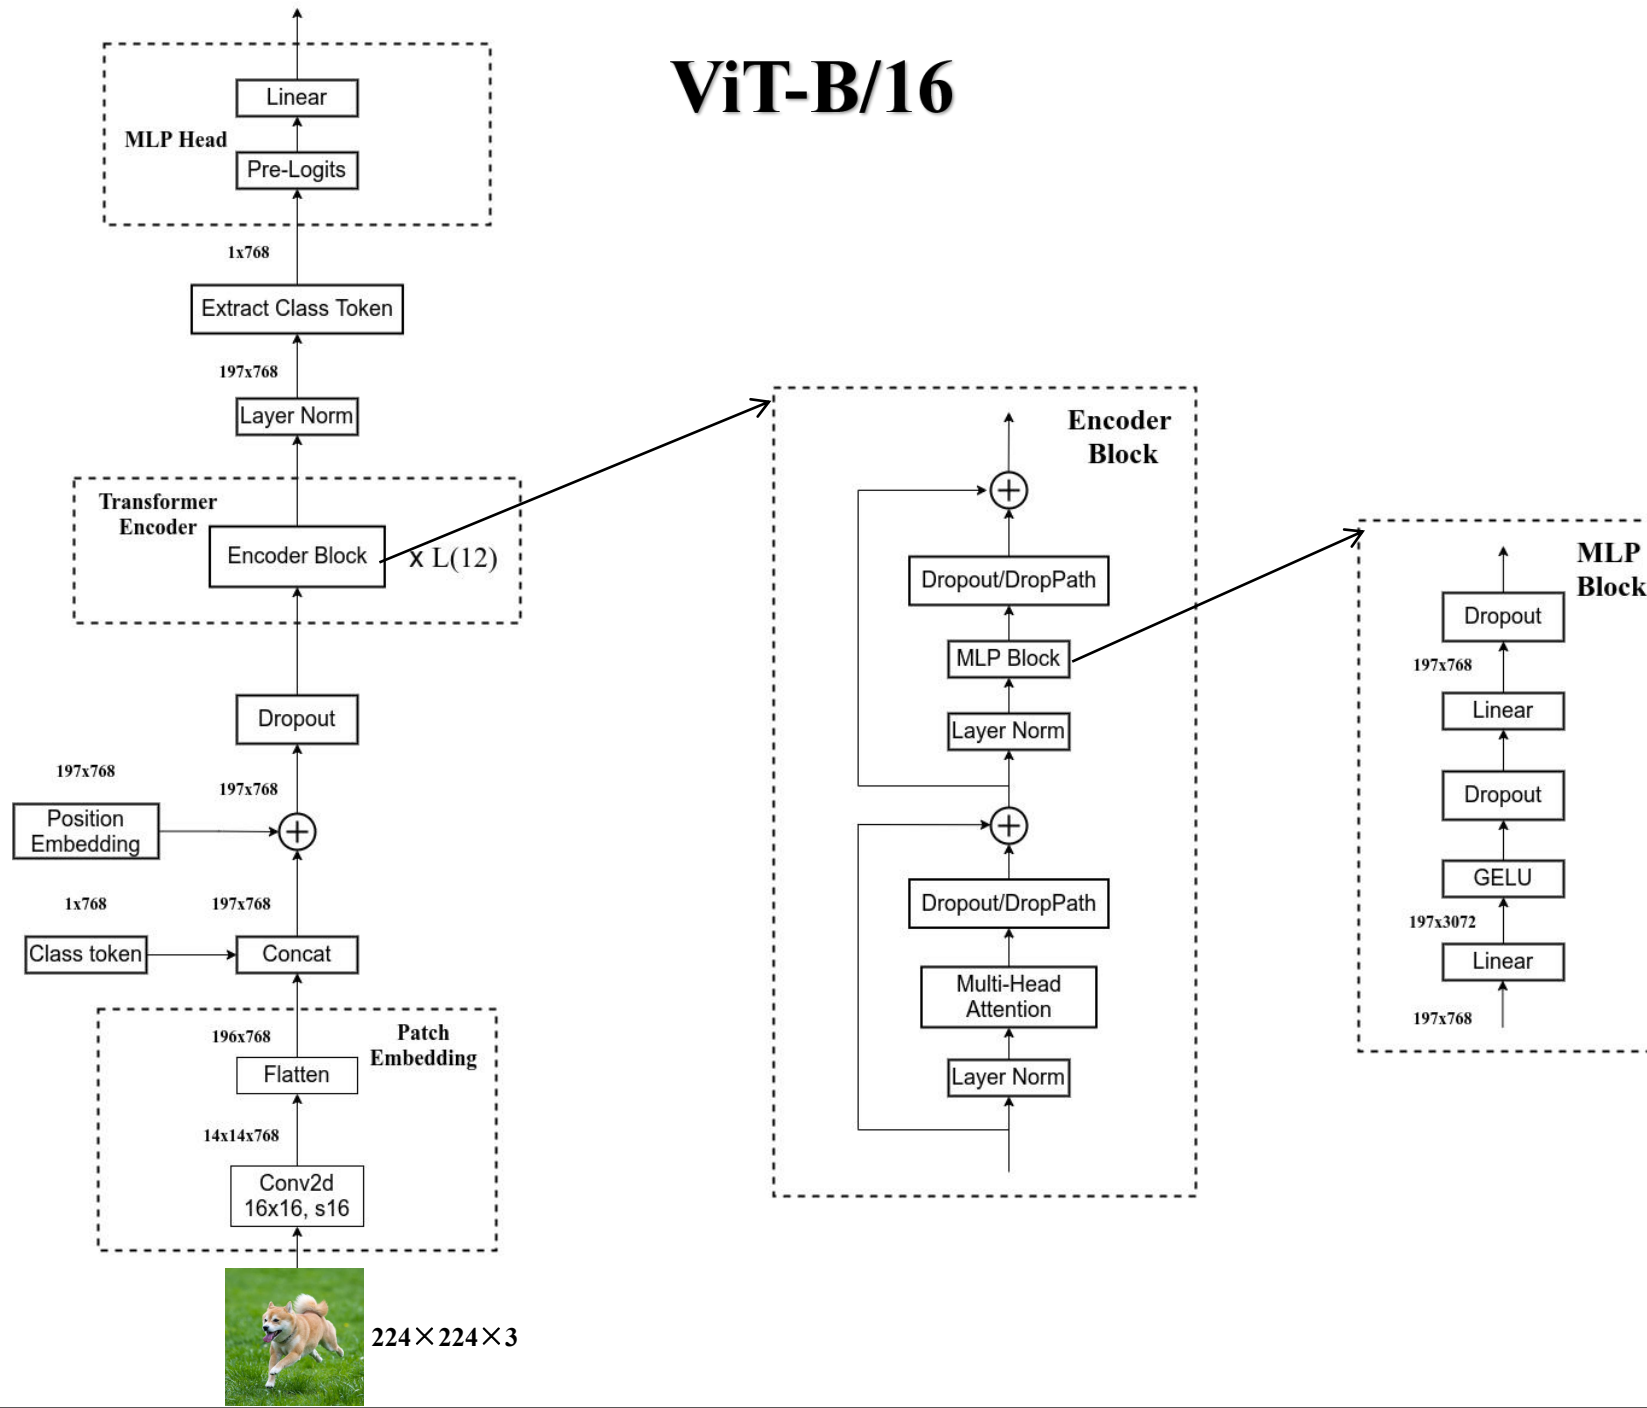 ViT-B/16
Linear
MLP Head
Pre-Logits
1x768
Extract Class Token
197x768
Layer Norm
Transformer
Encoder
Encoder Block
x L(12)
Dropout
197x768
197x768
Position
Embedding
1x768
197x768
Class token
Concat
196x768
Patch
Embedding
Flatten
14x14x768
Conv2d
16x16, s16
224×224×3
Encoder
Block
Dropout/DropPath
MLP Block
Layer Norm
Dropout/DropPath
Multi-Head
Attention
Layer Norm
MLP
Block
Dropout
197x768
Linear
Dropout
GELU
197x3072
Linear
197x768